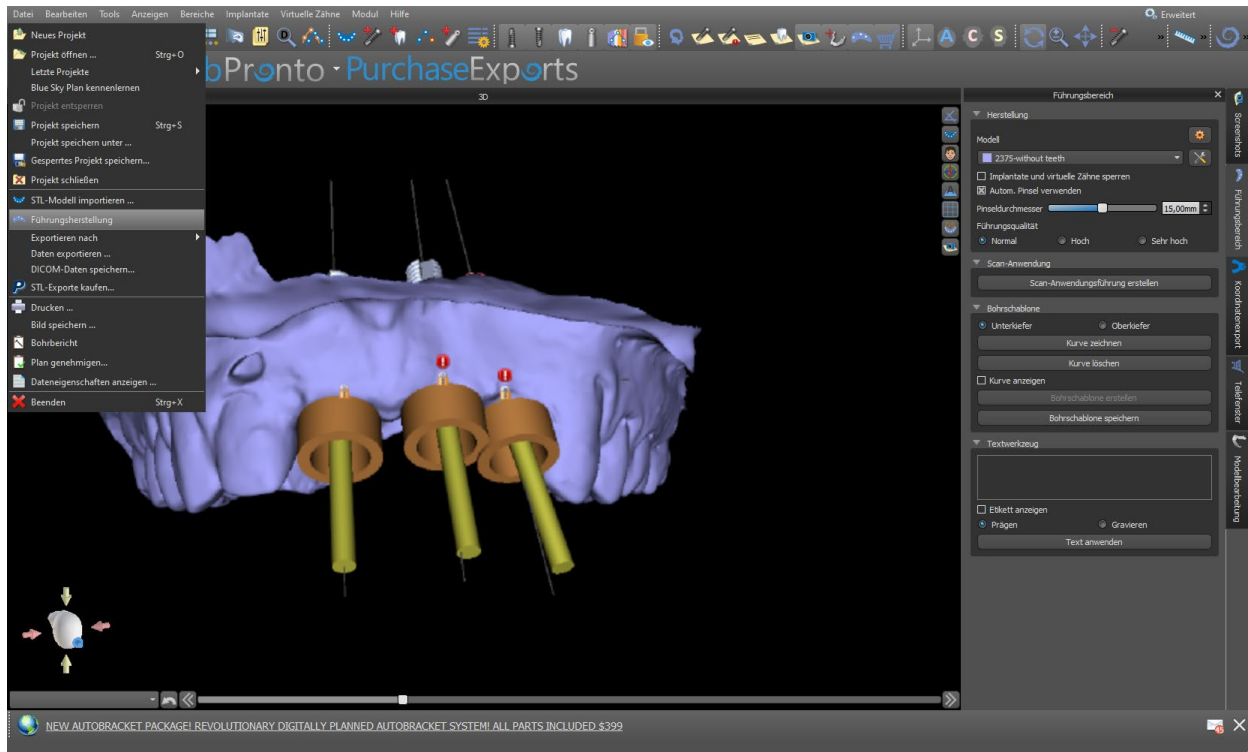 Datei Bearbeiten Tools Anzeigen Bereiche Implantate Virtuelle Zähne Modul Hilfe
Erweitert
Neues Projekt
Projekt öffnen ... Strg+O
Letzte Projekte
Blue Sky Plan kennenlernen
Projekt entsperren
Projekt speichern Strg+S
Projekt speichern unter ...
Gesperrtes Projekt speichern...
Projekt schließen
STL-Modell importieren ...
Führungsherstellung
Exportieren nach
Daten exportieren ...
DICOM-Daten speichern...
STL-Exporte kaufen...
Drucken ...
Bild speichern ...
Bohrbericht
Plan genehmigen...
Dateneigenschaften anzeigen ...
Beenden Strg+X
A C S
bPronto - PurchaseExports
3D
Führungsbereich
Herstellung
Modell
2375-without teeth
Implantate und virtuelle Zähne sperren
Autom. Pinsel verwenden
Pinseldurchmesser 15,00mm
Führungsqualität
Normal Hoch Sehr hoch
Scan-Anwendung
Scan-Anwendungsführung erstellen
Bohrschablone
Unterkiefer Oberkiefer
Kurve zeichnen
Kurve löschen
Kurve anzeigen
Bohrschablone erstellen
Bohrschablone speichern
Textwerkzeug
Etikett anzeigen
Prägen Gravieren
Text anwenden
Screenshots
Führungsbereich
Koordinatenexport
Teilefenster
Modellbearbeitung
NEW AUTOBRACKET PACKAGE! REVOLUTIONARY DIGITALLY PLANNED AUTOBRACKET SYSTEM! ALL PARTS INCLUDED $399
45